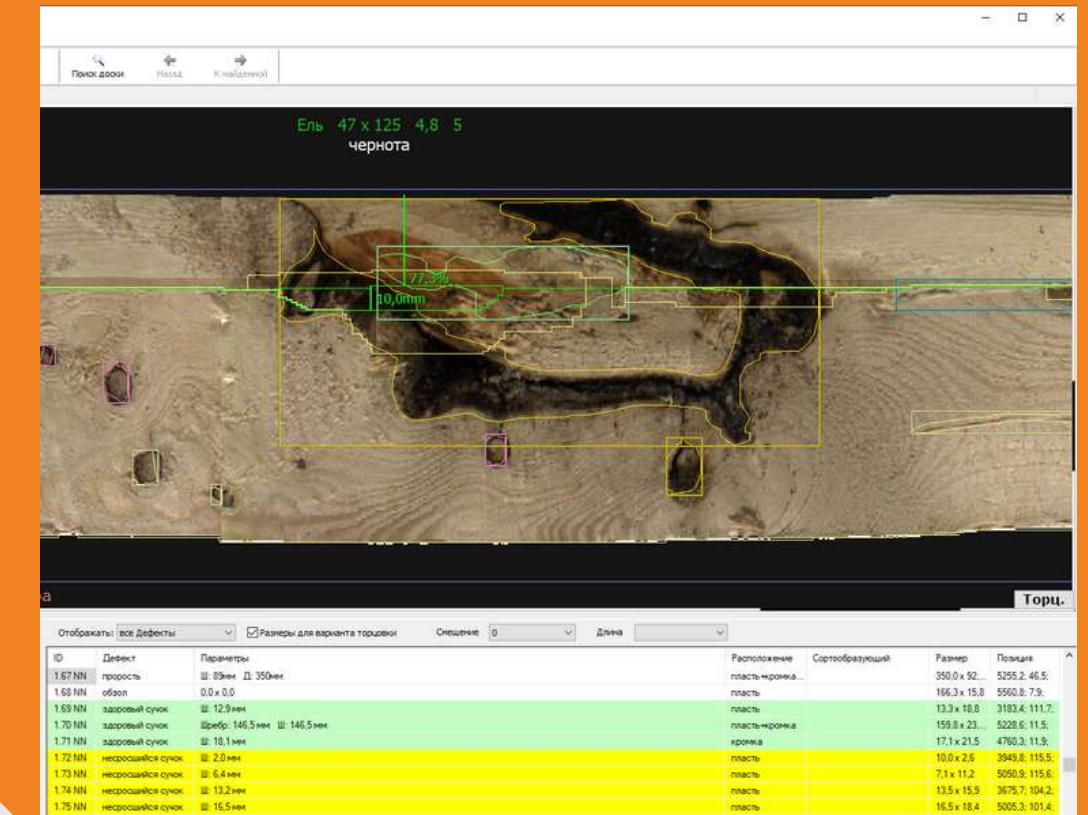 Поиск доски Назад К найденной
Ель 47 x 125 4,8 5
чернота
77,3%
10,0mm
ра
Торц.
Отображать: все Дефекты Размеры для варианта торцовки Смещение 0 Длина
ID Дефект Параметры Расположение Сортообразующий Размер Позиция
1.67 NN прорость Ш: 89мм Д: 350мм пласть+кромка... 350,0 x 92,... 5255,2; 46,5;
1.68 NN обзол 0,0 x 0,0 пласть 166,3 x 15,8 5560,8; 7,9;
1.69 NN здоровый сучок Ш: 12,9 мм пласть 13,3 x 18,8 3183,4; 111,7;
1.70 NN здоровый сучок Шребр: 146,5 мм Ш: 146,5 мм пласть+кромка 159,8 x 23,... 5228,6; 11,5;
1.71 NN здоровый сучок Ш: 18,1 мм кромка 17,1 x 21,5 4760,3; 11,9;
1.72 NN несросшийся сучок Ш: 2,0 мм пласть 10,0 x 2,6 3949,8; 115,5;
1.73 NN несросшийся сучок Ш: 6,4 мм пласть 7,1 x 11,2 5050,9; 115,6;
1.74 NN несросшийся сучок Ш: 13,2 мм пласть 13,5 x 15,9 3675,7; 104,2;
1.75 NN несросшийся сучок Ш: 16,5 мм пласть 16,5 x 18,4 5005,3; 101,4;